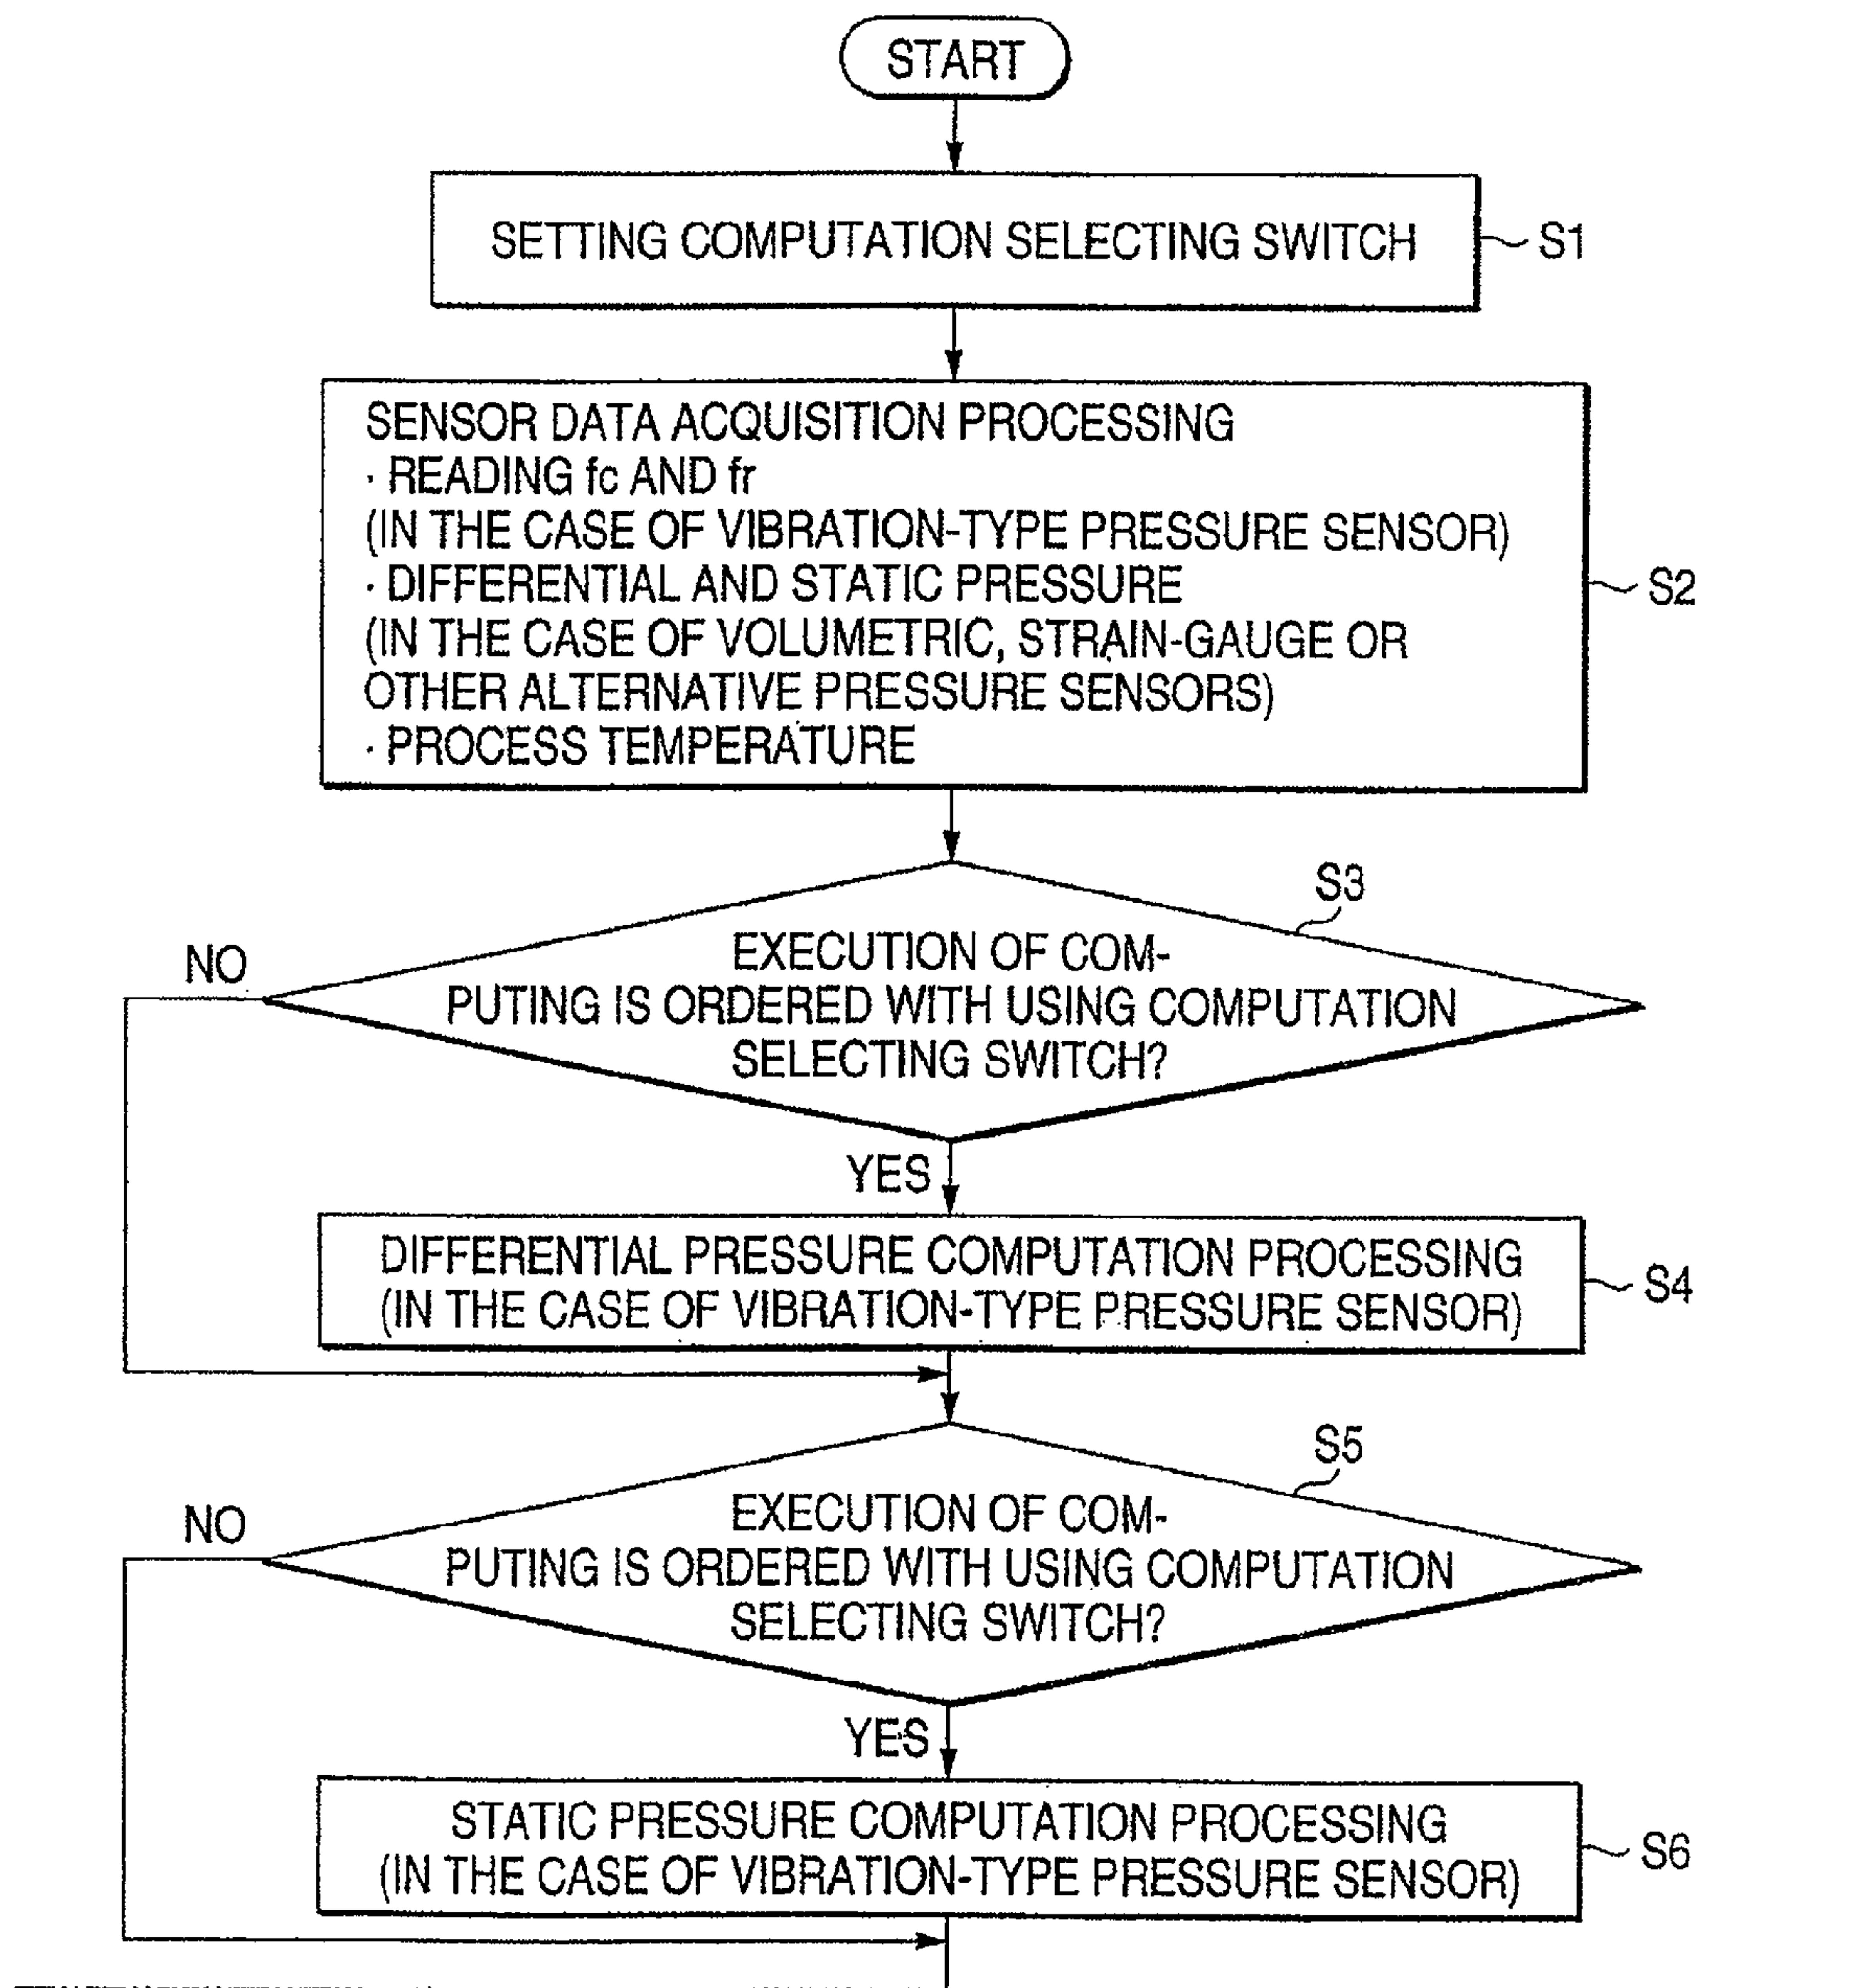 START
SETTING COMPUTATION SELECTING SWITCH
S1
SENSOR DATA ACQUISITION PROCESSING
· READING fc AND fr
(IN THE CASE OF VIBRATION-TYPE PRESSURE SENSOR)
· DIFFERENTIAL AND STATIC PRESSURE
(IN THE CASE OF VOLUMETRIC, STRAIN-GAUGE OR
OTHER ALTERNATIVE PRESSURE SENSORS)
· PROCESS TEMPERATURE
S2
S3
NO
EXECUTION OF COM-
PUTING IS ORDERED WITH USING COMPUTATION
SELECTING SWITCH?
YES
DIFFERENTIAL PRESSURE COMPUTATION PROCESSING
(IN THE CASE OF VIBRATION-TYPE PRESSURE SENSOR)
S4
S5
NO
EXECUTION OF COM-
PUTING IS ORDERED WITH USING COMPUTATION
SELECTING SWITCH?
YES
STATIC PRESSURE COMPUTATION PROCESSING
(IN THE CASE OF VIBRATION-TYPE PRESSURE SENSOR)
S6